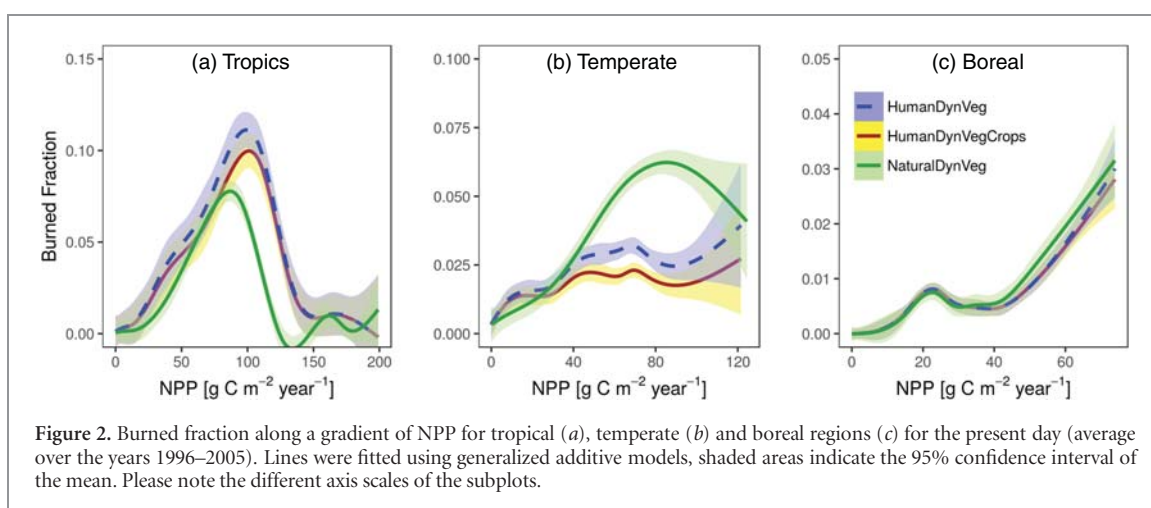 (a) Tropics
(b) Temperate
(c) Boreal
Burned Fraction
0.15
0.10
0.05
0.00
0.100
0.075
0.050
0.025
0.000
0.05
0.04
0.03
0.02
0.01
0.00
HumanDynVeg
HumanDynVegCrops
NaturalDynVeg
0 50 100 150 200
0 40 80 120
0 20 40 60
NPP [g C m⁻² year⁻¹]
NPP [g C m⁻² year⁻¹]
NPP [g C m⁻² year⁻¹]
Figure 2. Burned fraction along a gradient of NPP for tropical (a), temperate (b) and boreal regions (c) for the present day (average
over the years 1996–2005). Lines were fitted using generalized additive models, shaded areas indicate the 95% confidence interval of
the mean. Please note the different axis scales of the subplots.